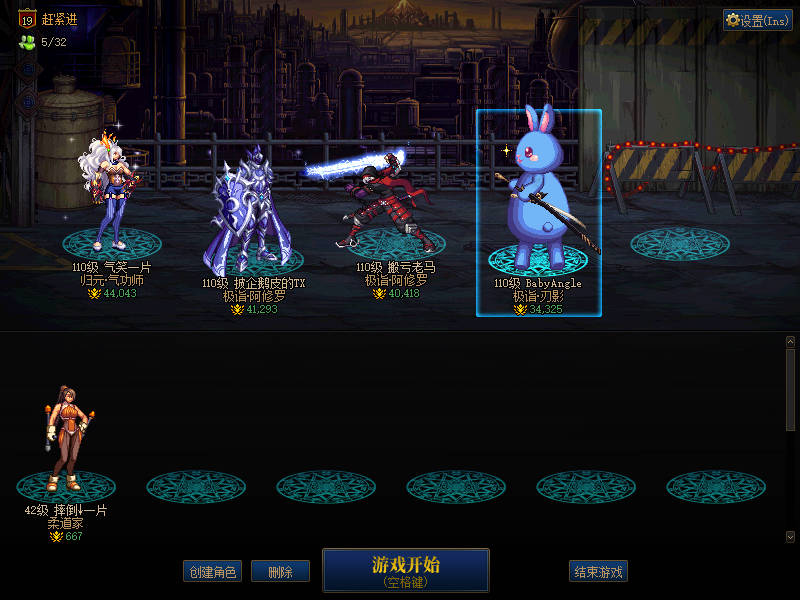 19 赶紧进
5/32
设置(Ins)
110级 气笑一片
归元·气功师
44,043
110级 披企鹅皮的TX
极诣·阿修罗
41,293
110级 搬亏老马
极诣·阿修罗
40,418
110级 BabyAngle
极诣·刃影
34,325
42级 摔倒↓一片
柔道家
667
创建角色
删除
游戏开始
(空格键)
结束游戏